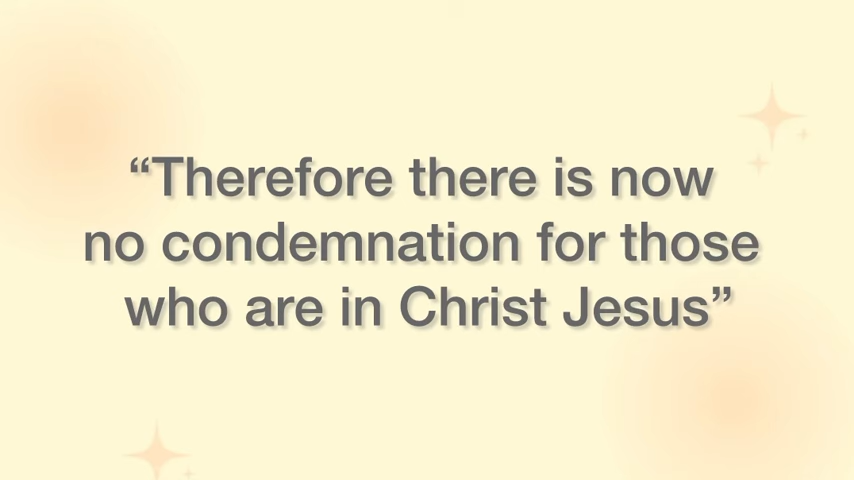 “Therefore there is now
no condemnation for those
who are in Christ Jesus”